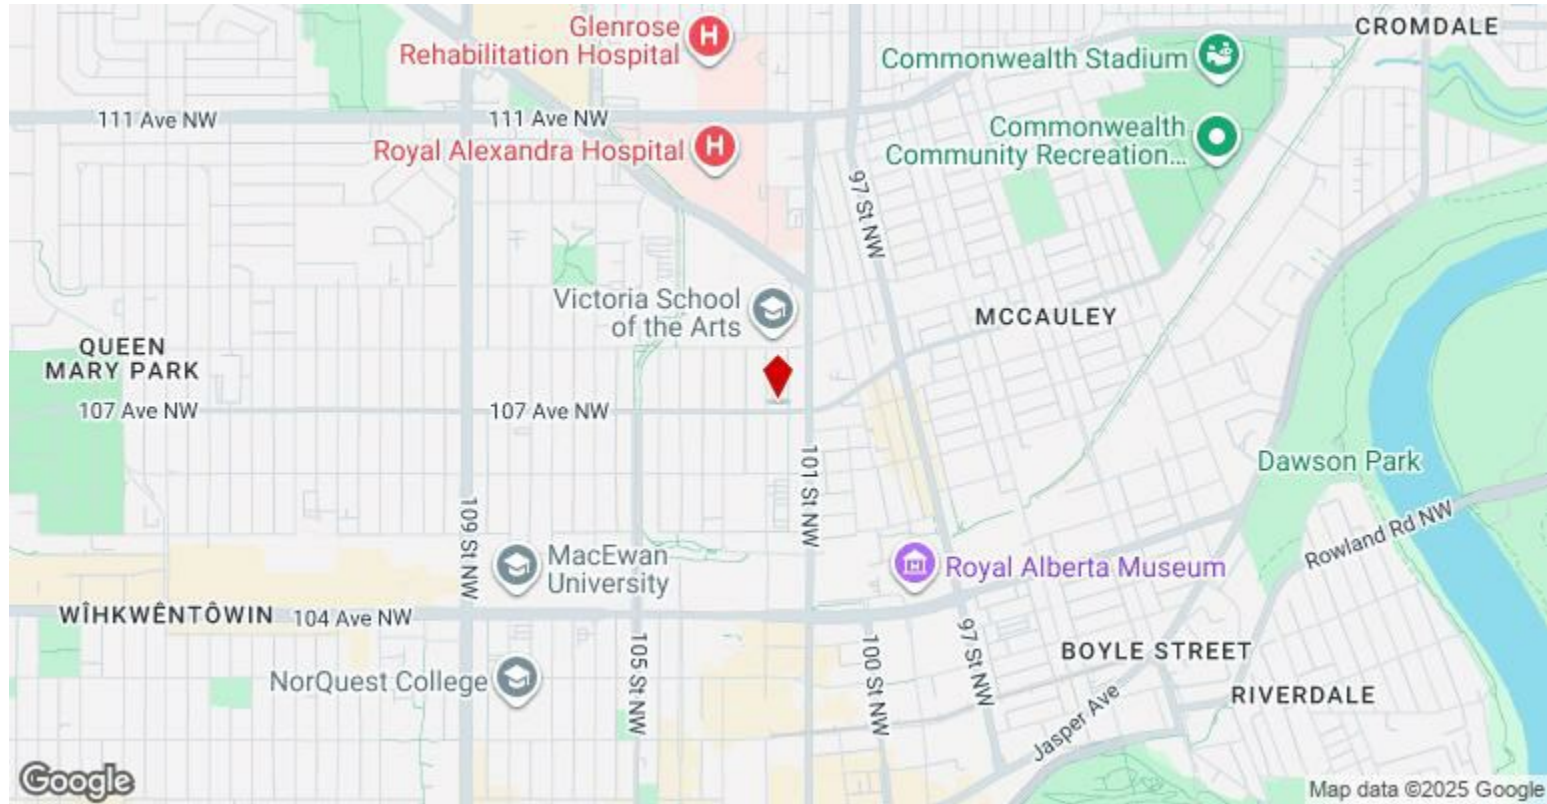 Glenrose
Rehabilitation Hospital
CROMDALE
Commonwealth Stadium
111 Ave NW
111 Ave NW
Commonwealth
Community Recreation...
Royal Alexandra Hospital
97 St NW
Victoria School
of the Arts
MCCAULEY
QUEEN
MARY PARK
107 Ave NW
107 Ave NW
101 St NW
Dawson Park
109 St NW
Rowland Rd NW
MacEwan
University
Royal Alberta Museum
WÎHKWÊNTÔWIN
104 Ave NW
105 St NW
100 St NW
97 St NW
BOYLE STREET
NorQuest College
RIVERDALE
Jasper Ave
Google
Map data ©2025 Google